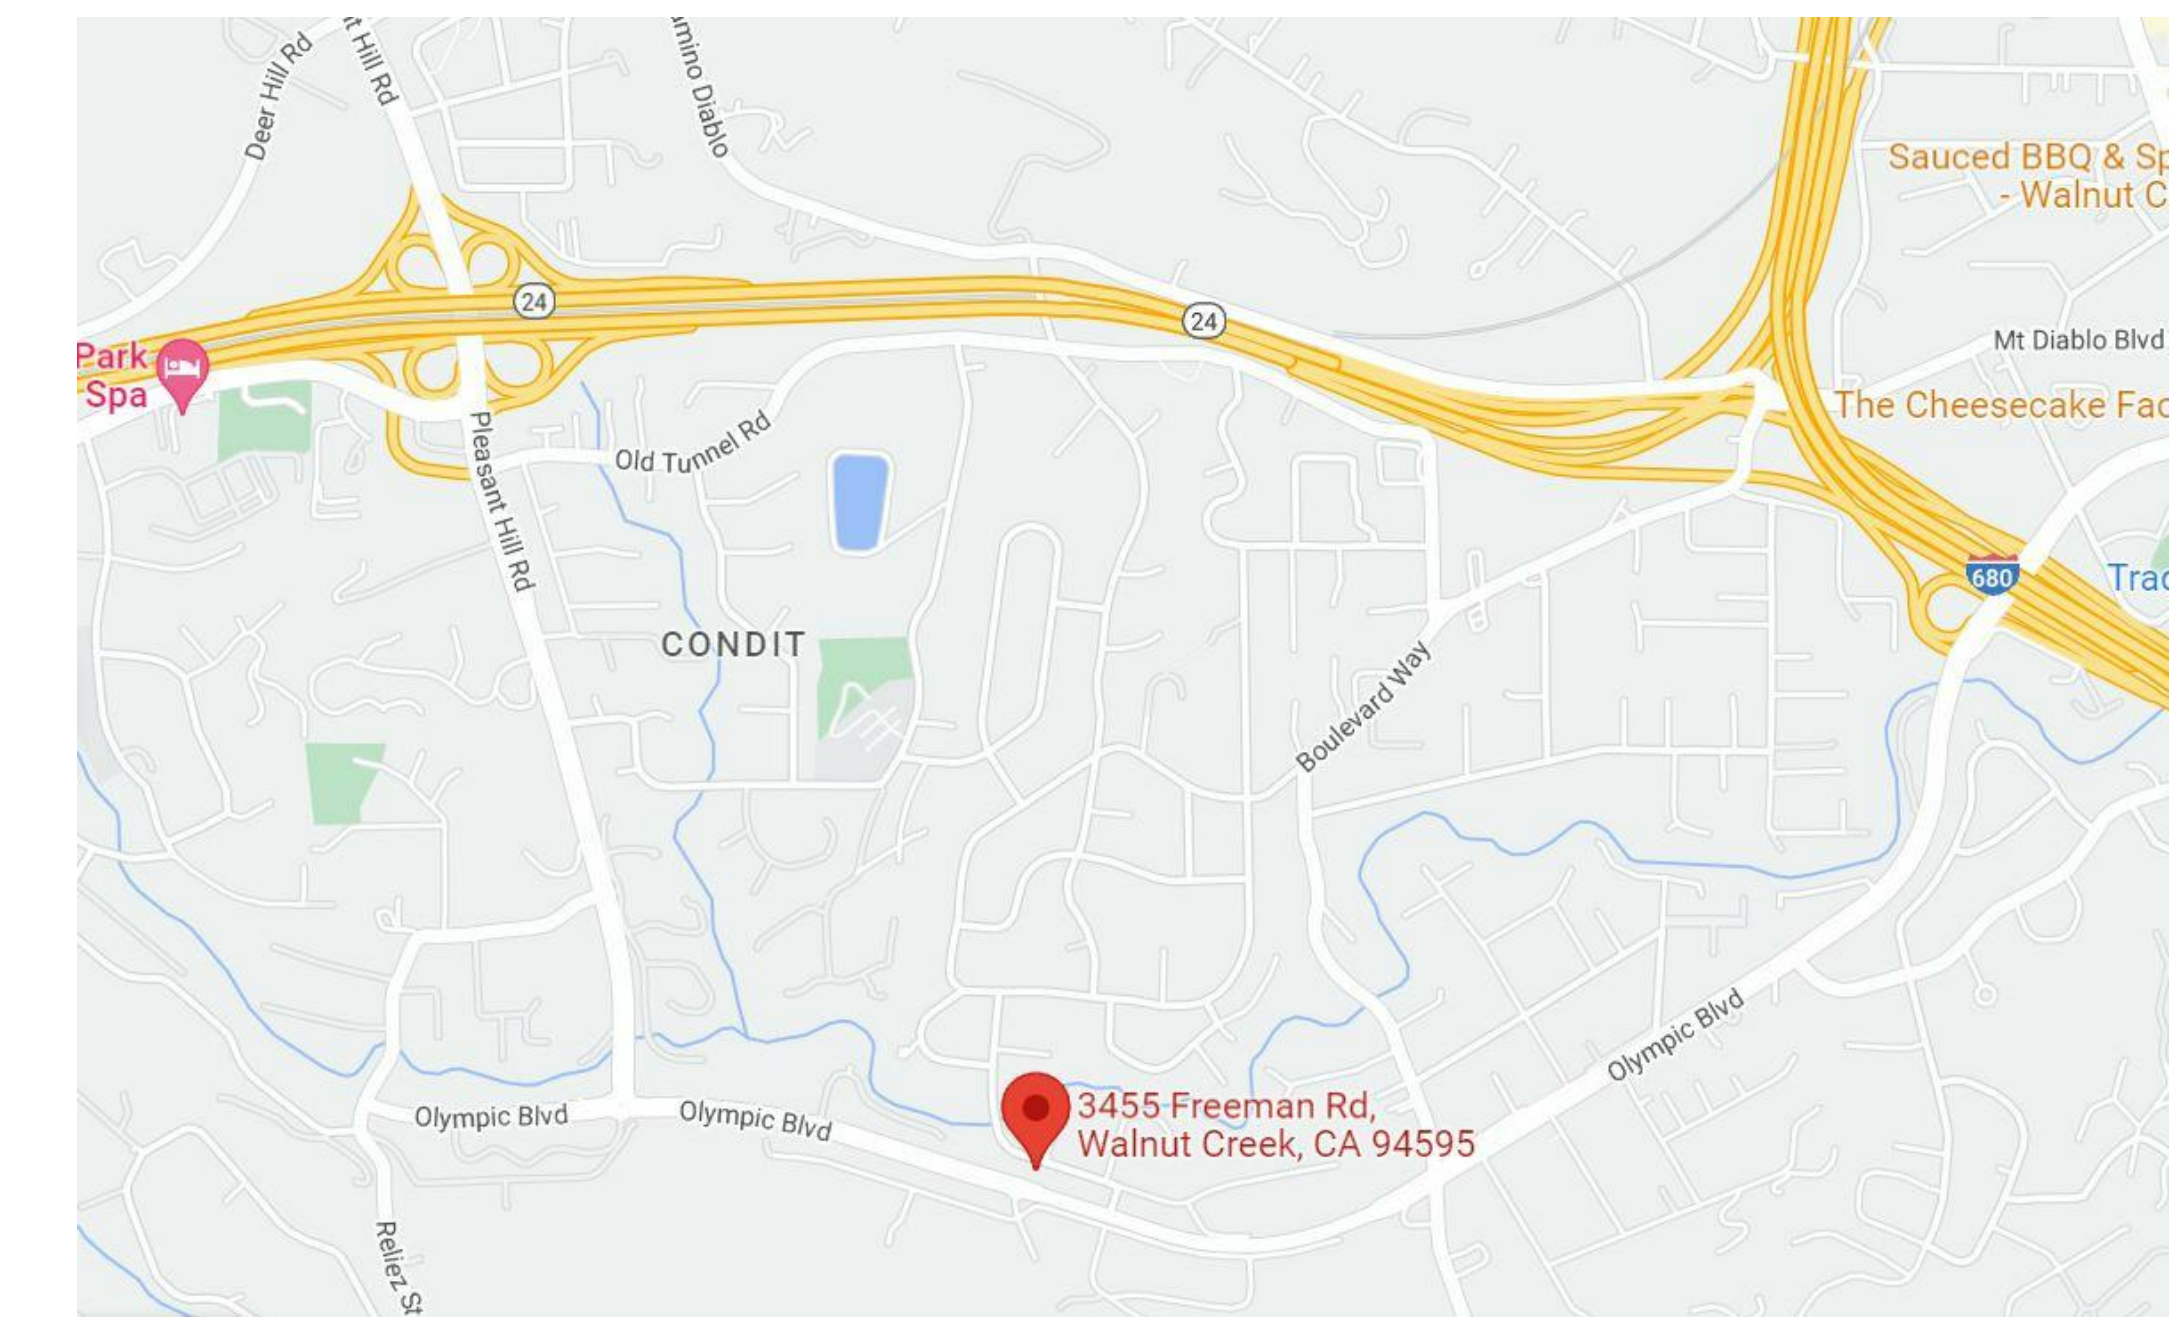 Deer Hill Rd
t Hill Rd
mino Diablo
Sauced BBQ & Sp
- Walnut C
24
24
Mt Diablo Blvd
Park
Spa
The Cheesecake Fac
Pleasant Hill Rd
Old Tunnel Rd
680
Trad
CONDIT
Boulevard Way
Olympic Blvd
3455 Freeman Rd,
Walnut Creek, CA 94595
Olympic Blvd
Olympic Blvd
Reliez St